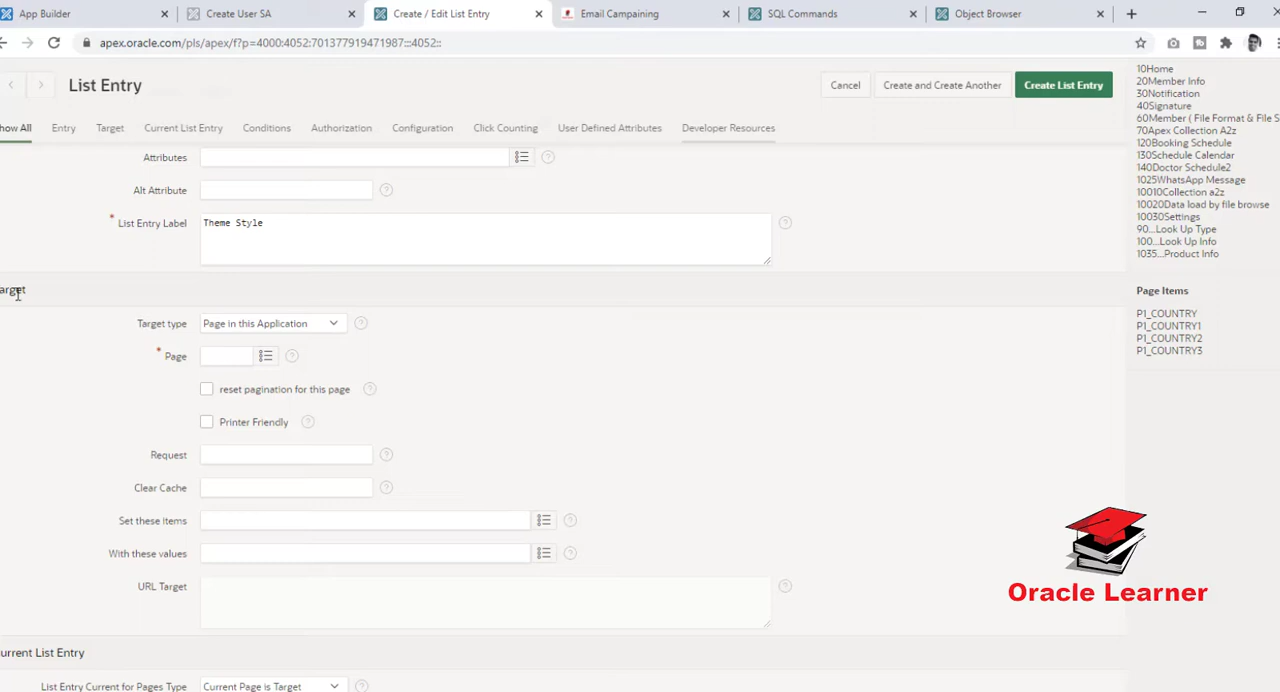 App Builder
Create User SA
Create / Edit List Entry
Email Campaining
SQL Commands
Object Browser
apex.oracle.com/pls/apex/f?p=4000:4052:701377919471987:::4052::
List Entry
Cancel
Create and Create Another
Create List Entry
how All
Entry
Target
Current List Entry
Conditions
Authorization
Configuration
Click Counting
User Defined Attributes
Developer Resources
Attributes
Alt Attribute
* List Entry Label
Theme Style
arget
Target type
Page in this Application
* Page
reset pagination for this page
Printer Friendly
Request
Clear Cache
Set these items
With these values
URL Target
urrent List Entry
List Entry Current for Pages Type
Current Page is Target
10Home
20Member Info
30Notification
40Signature
60Member ( File Format & File S
70Apex Collection A2z
120Booking Schedule
130Schedule Calendar
140Doctor Schedule2
1025WhatsApp Message
10010Collection a2z
10020Data load by file browse
10030Settings
90...Look Up Type
100...Look Up Info
1035...Product Info
Page Items
P1_COUNTRY
P1_COUNTRY1
P1_COUNTRY2
P1_COUNTRY3
Oracle Learner